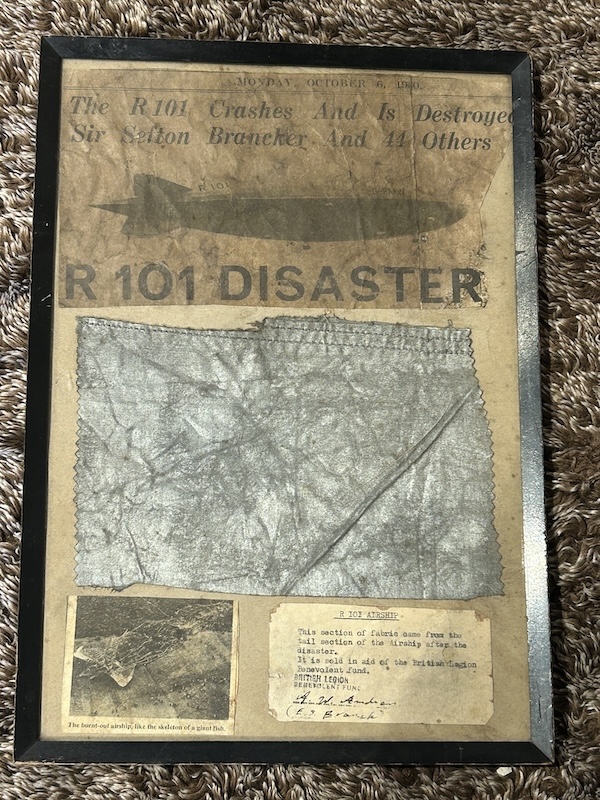 MONDAY, OCTOBER 6, 1930.
The R 101 Crashes And Is Destroyed
Sir Sefton Brancker And 44 Others
R 101
R 101 DISASTER
The burnt-out airship, like the skeleton of a giant fish.
R 101 AIRSHIP
This section of fabric came from the
tail section of the Airship after the
disaster.
It is sold in aid of the British Legion
Benevolent fund.
BRITISH LEGION
BENEVOLENT FUND
Branch